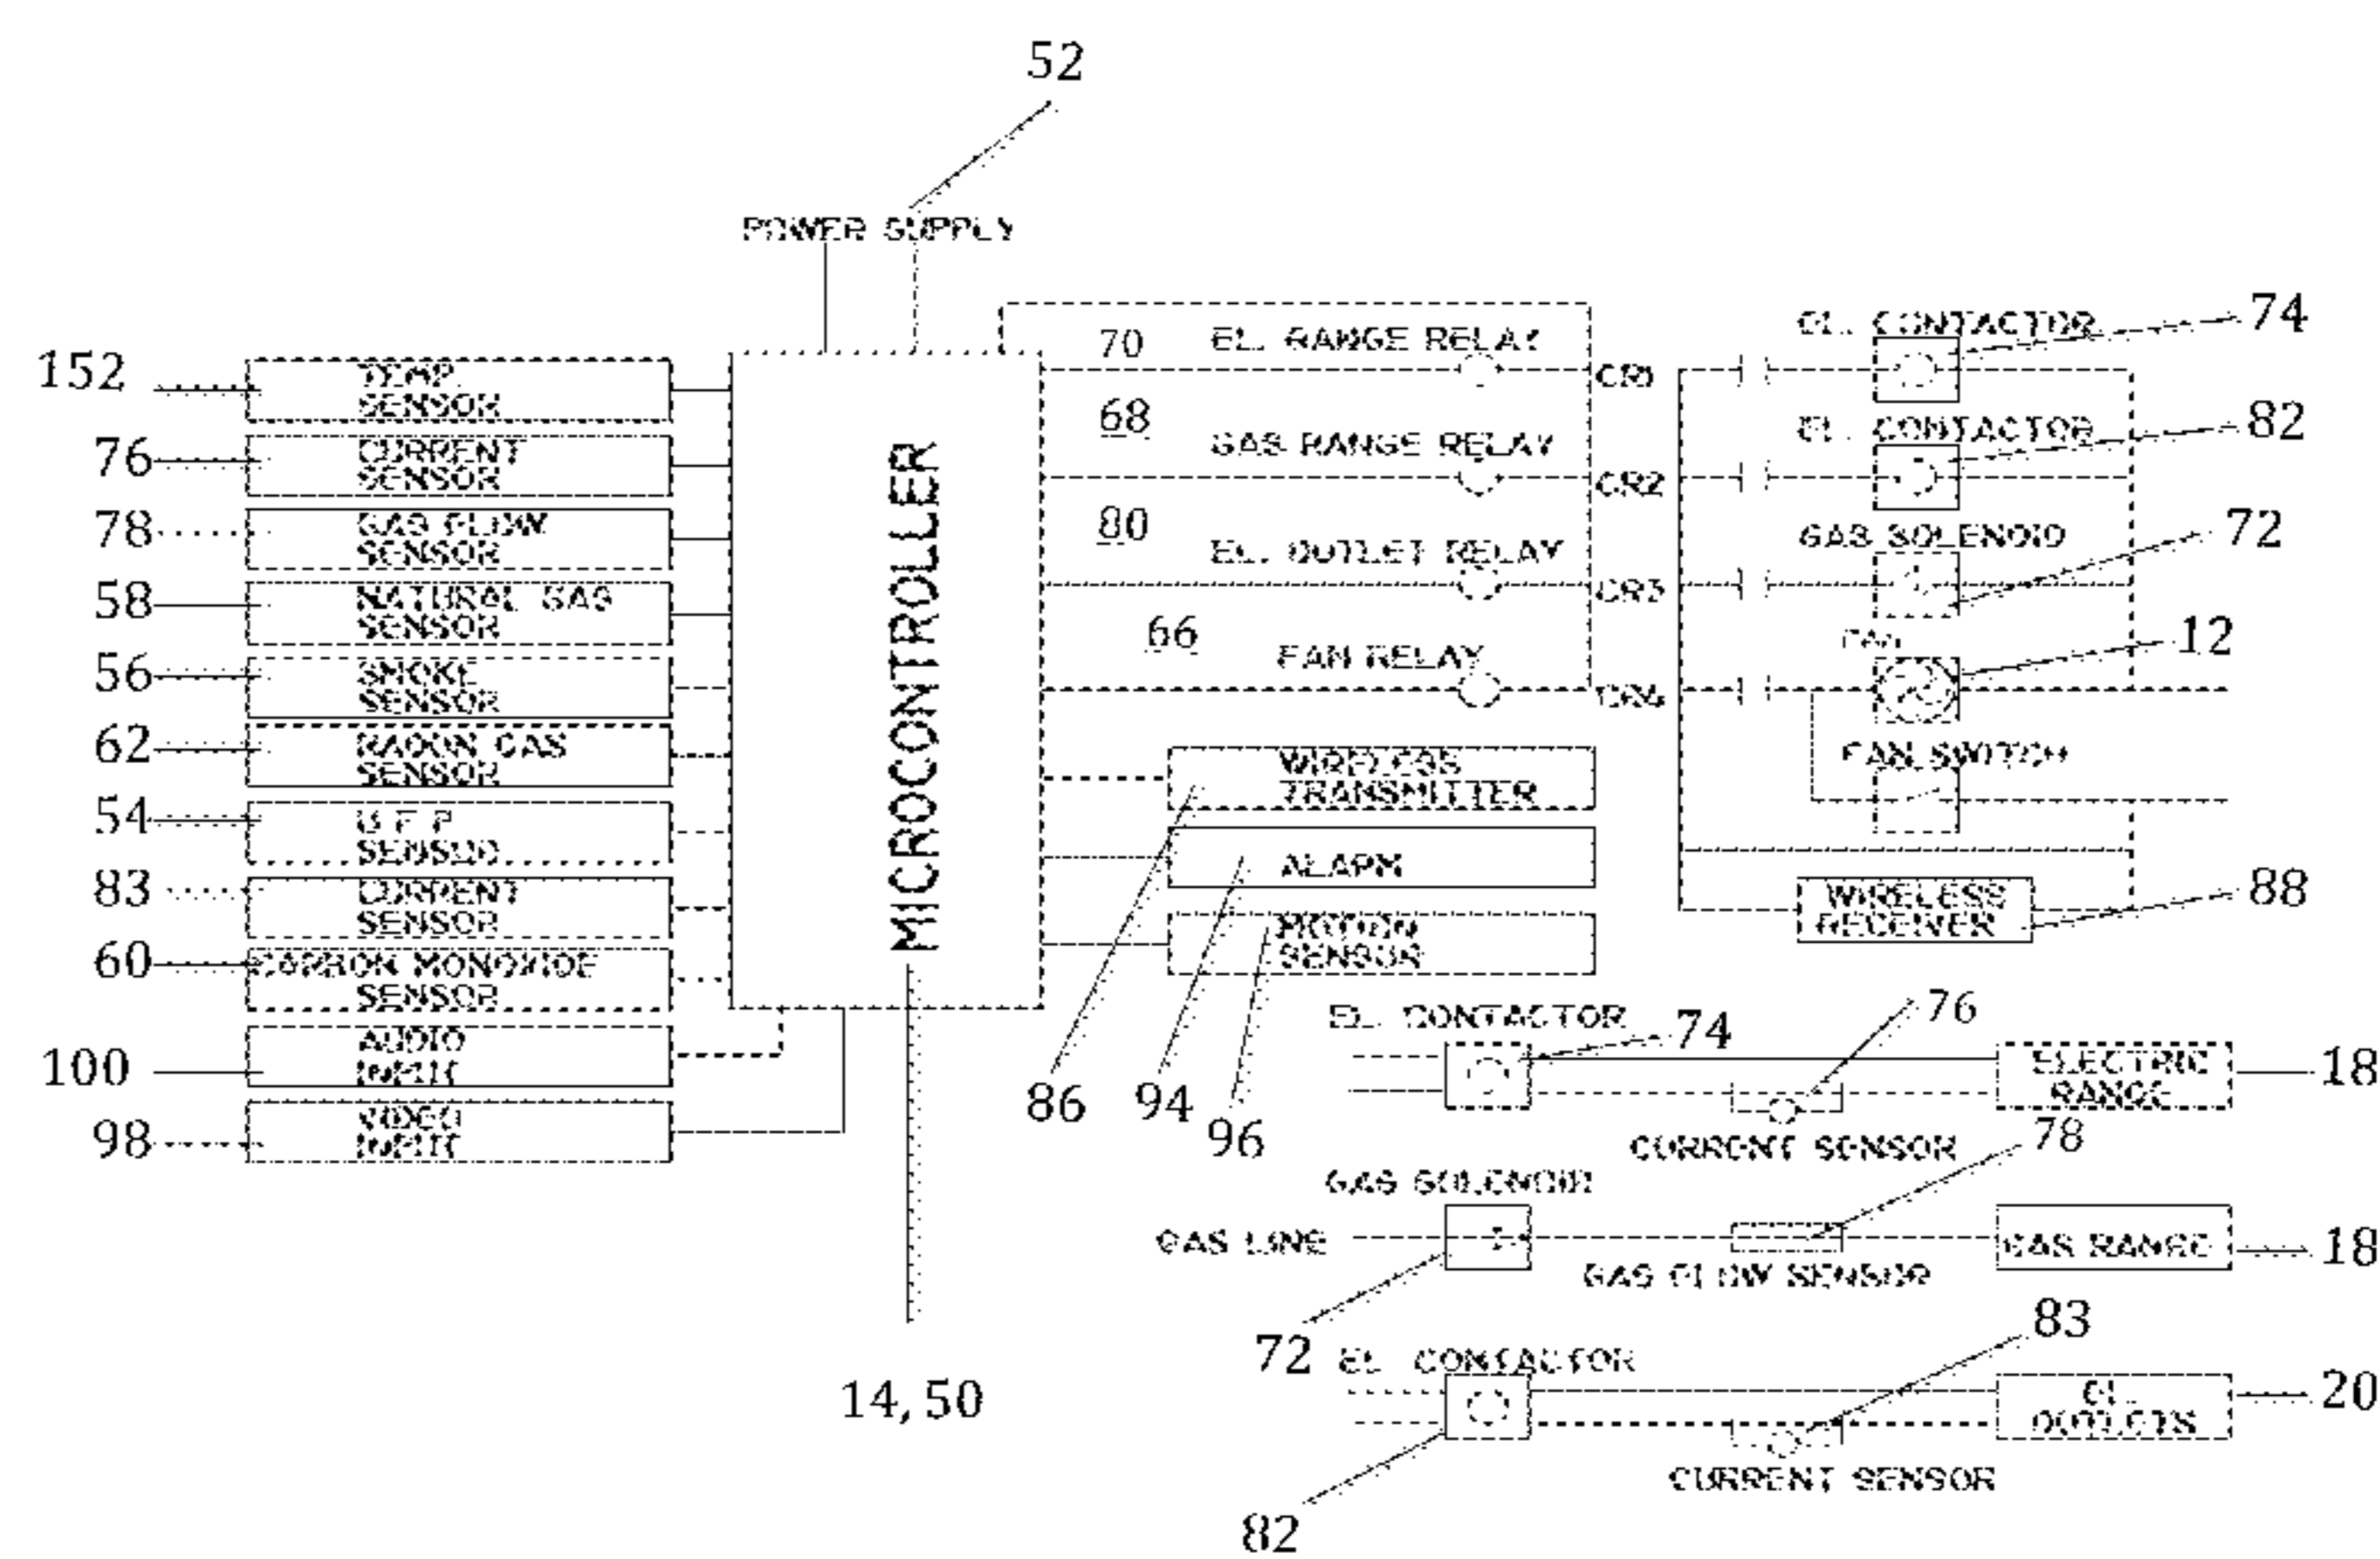 52
POWER SUPPLY
152
TEMP.
SENSOR
76
CURRENT
SENSOR
78
GAS FLOW
SENSOR
58
NATURAL GAS
SENSOR
56
SMOKE
SENSOR
62
RADON GAS
SENSOR
54
SENSOR
83
CURRENT
SENSOR
60
CARBON MONOXIDE
SENSOR
100
AUDIO
INPUT
98
VIDEO
INPUT
MICROCONTROLLER
14, 50
70
EL. RANGE RELAY
CR1
68
GAS RANGE RELAY
CR2
80
EL. OUTLET RELAY
CR3
66
FAN RELAY
CR4
WIRELESS
TRANSMITTER
ALARM
MOTION
SENSOR
86
94
96
EL. CONTACTOR
74
EL. CONTACTOR
82
GAS SOLENOID
72
FAN
12
FAN SWITCH
WIRELESS
RECEIVER
88
EL. CONTACTOR
74
76
ELECTRIC
RANGE
18
CURRENT SENSOR
78
GAS SOLENOID
GAS LINE
GAS RANGE
18
GAS FLOW SENSOR
72
83
EL. CONTACTOR
EL.
OUTLETS
20
CURRENT SENSOR
82